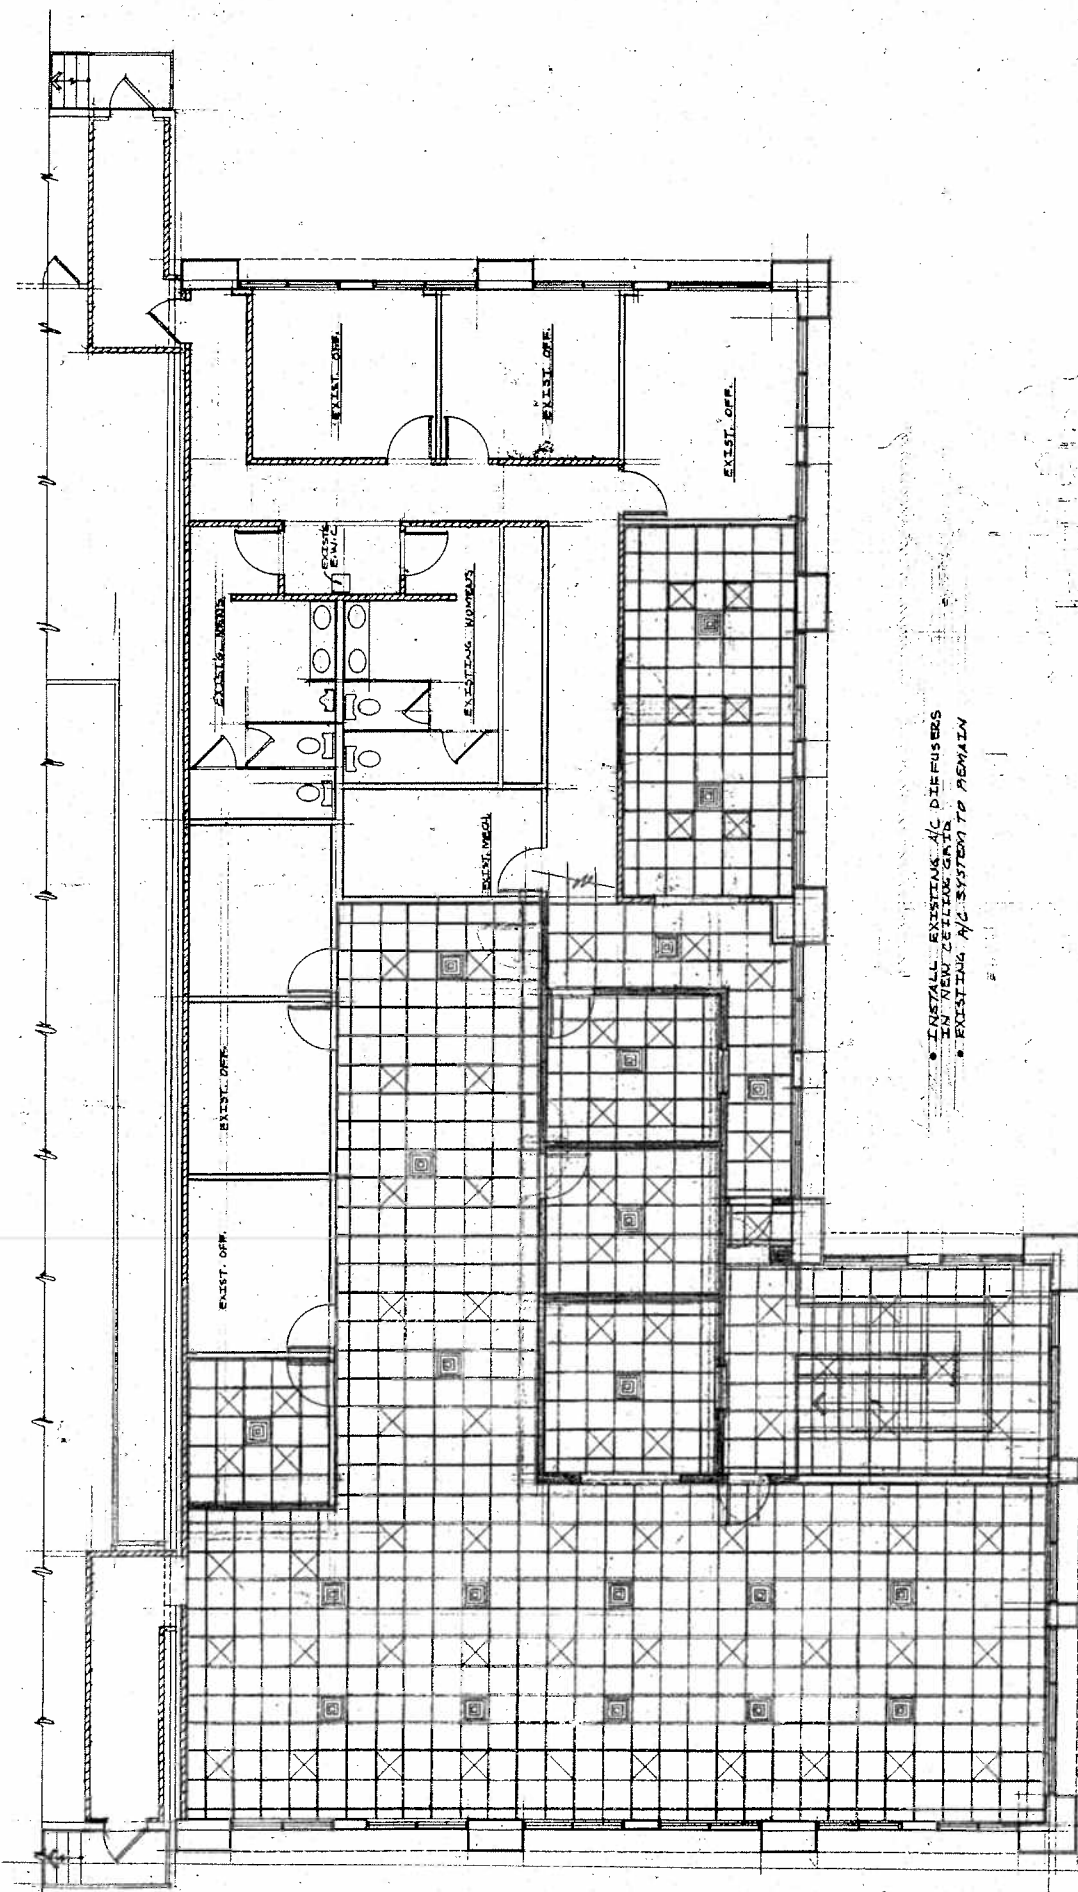 EXIST. OFF.
EXIST. OFF.
EXIST. OFF.
EXIST'G MENS
EXIST'G
E.W.C.
EXISTING WOMENS
EXIST. MECH.
EXIST. OFF.
EXIST. OFF.
• INSTALL EXISTING A/C DIFFUSERS
IN NEW CEILING GRID
• EXISTING A/C SYSTEM TO REMAIN